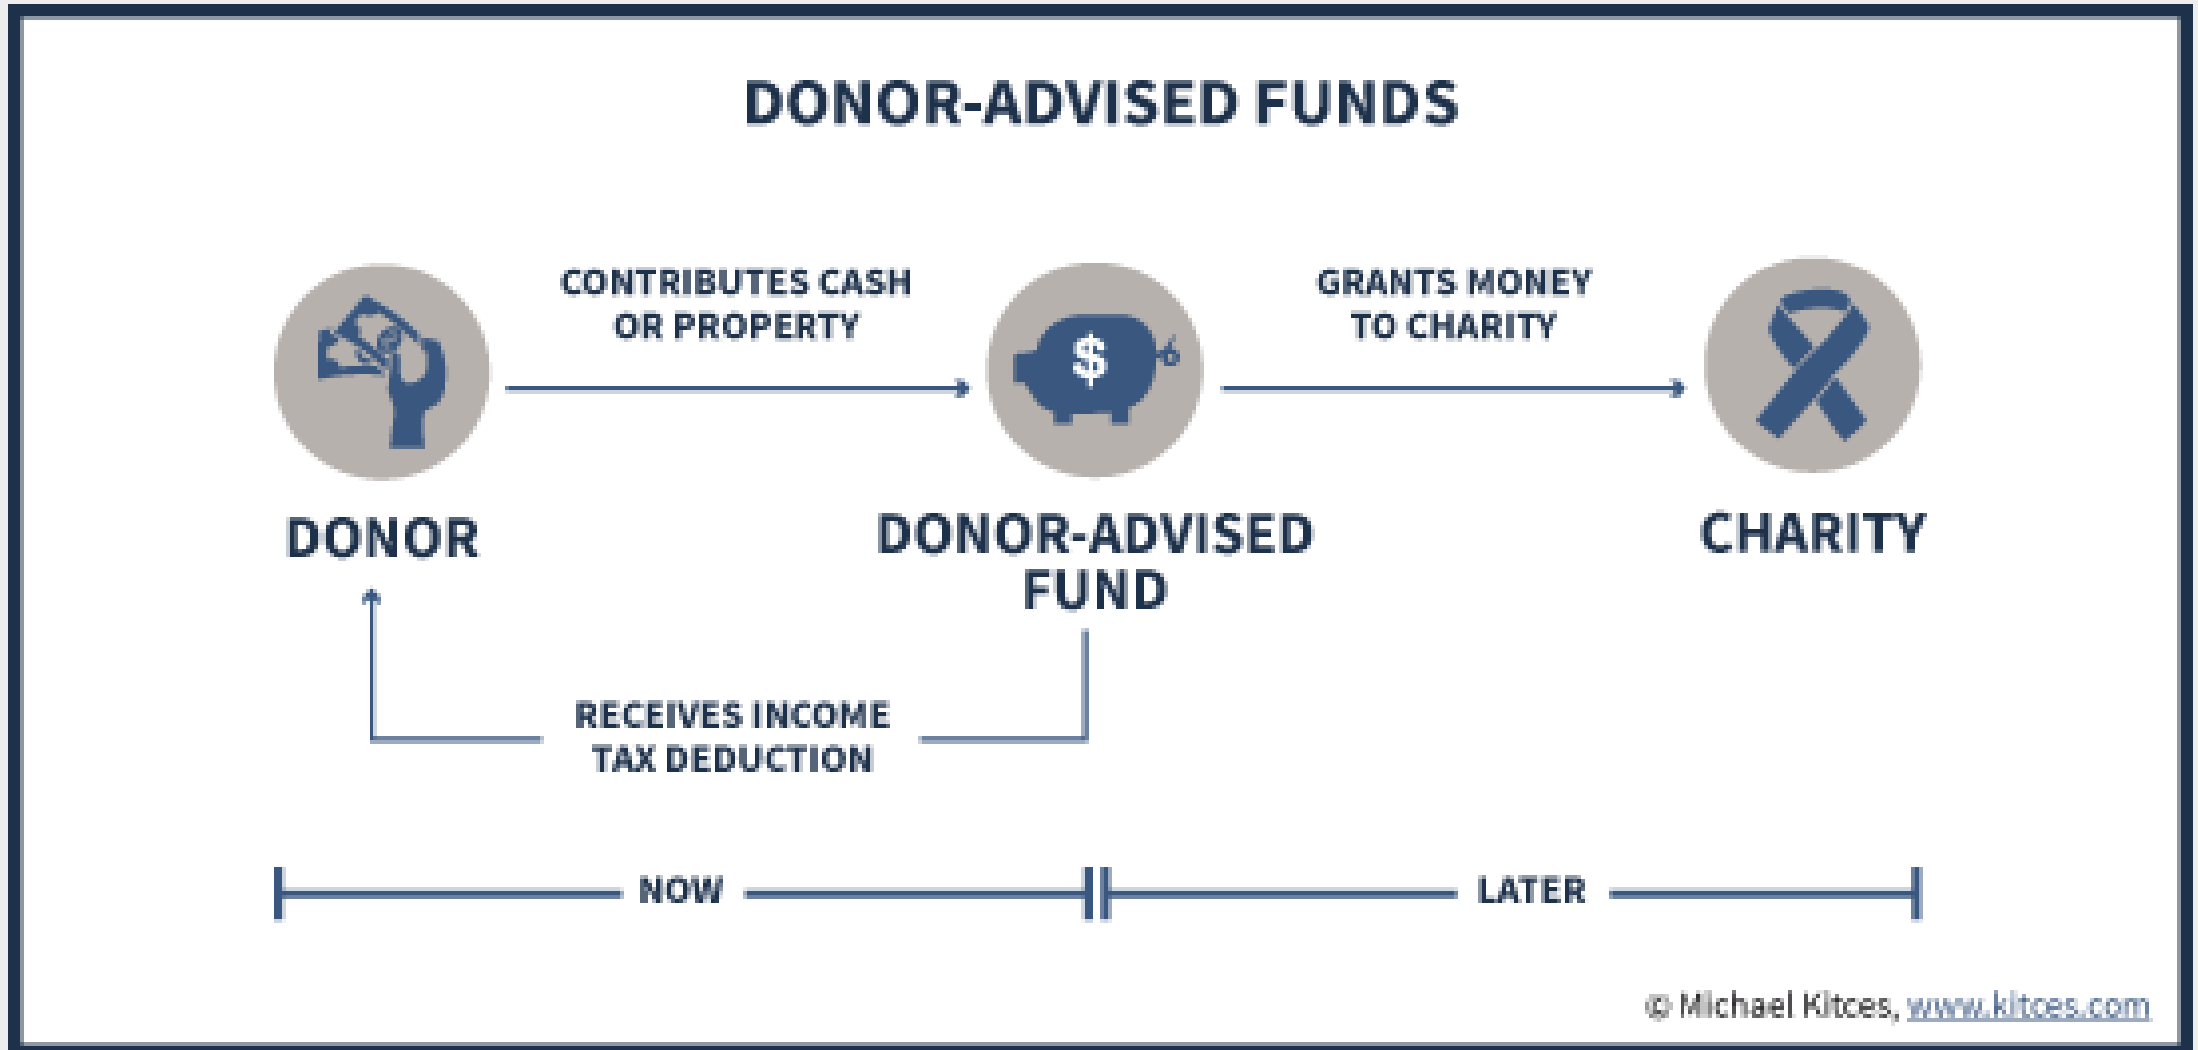 DONOR-ADVISED FUNDS
CONTRIBUTES CASH
OR PROPERTY
GRANTS MONEY
TO CHARITY
$
DONOR
DONOR-ADVISED
FUND
CHARITY
RECEIVES INCOME
TAX DEDUCTION
NOW
LATER
© Michael Kitces, www.kitces.com